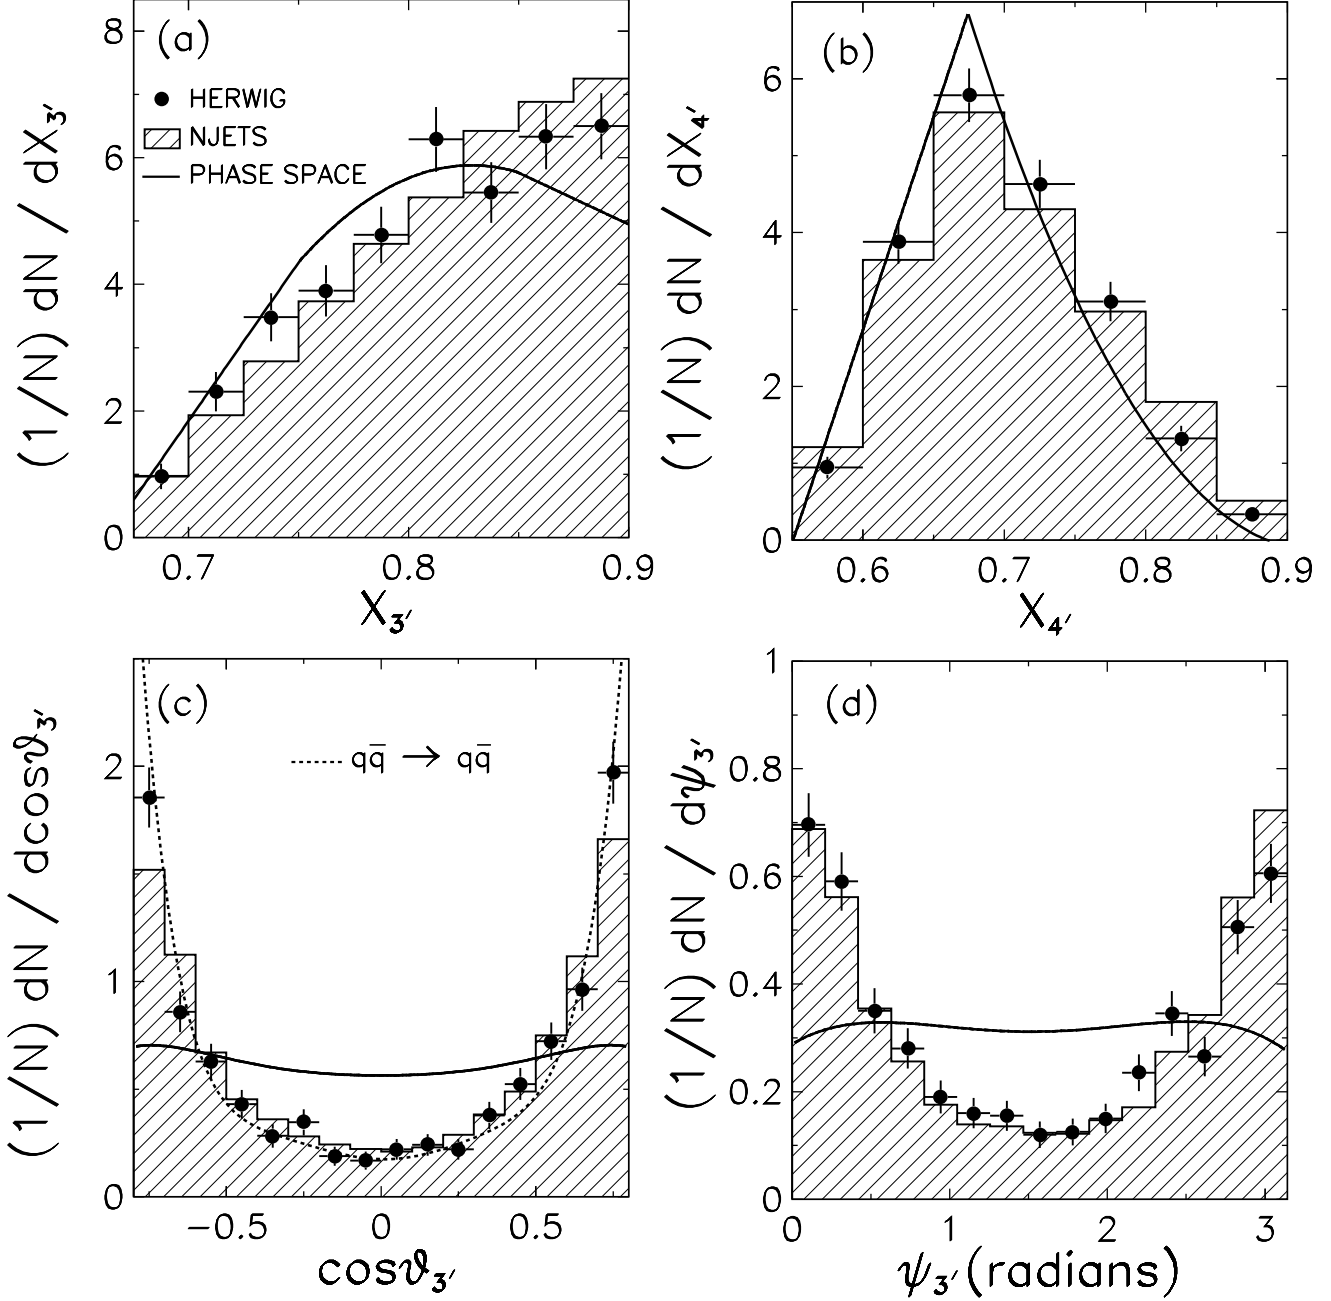 (a)
HERWIG
NJETS
PHASE SPACE
(1/N) dN / dX3′
8
6
4
2
0
0.7 0.8 0.9
X3′
(b)
(1/N) dN / dX4′
6
4
2
0
0.6 0.7 0.8 0.9
X4′
(c)
qq̅ → qq̅
(1/N) dN / dcosϑ3′
2
1
0
−0.5 0 0.5
cosϑ3′
(d)
(1/N) dN / dψ3′
1
0.8
0.6
0.4
0.2
0
0 1 2 3
ψ3′(radians)